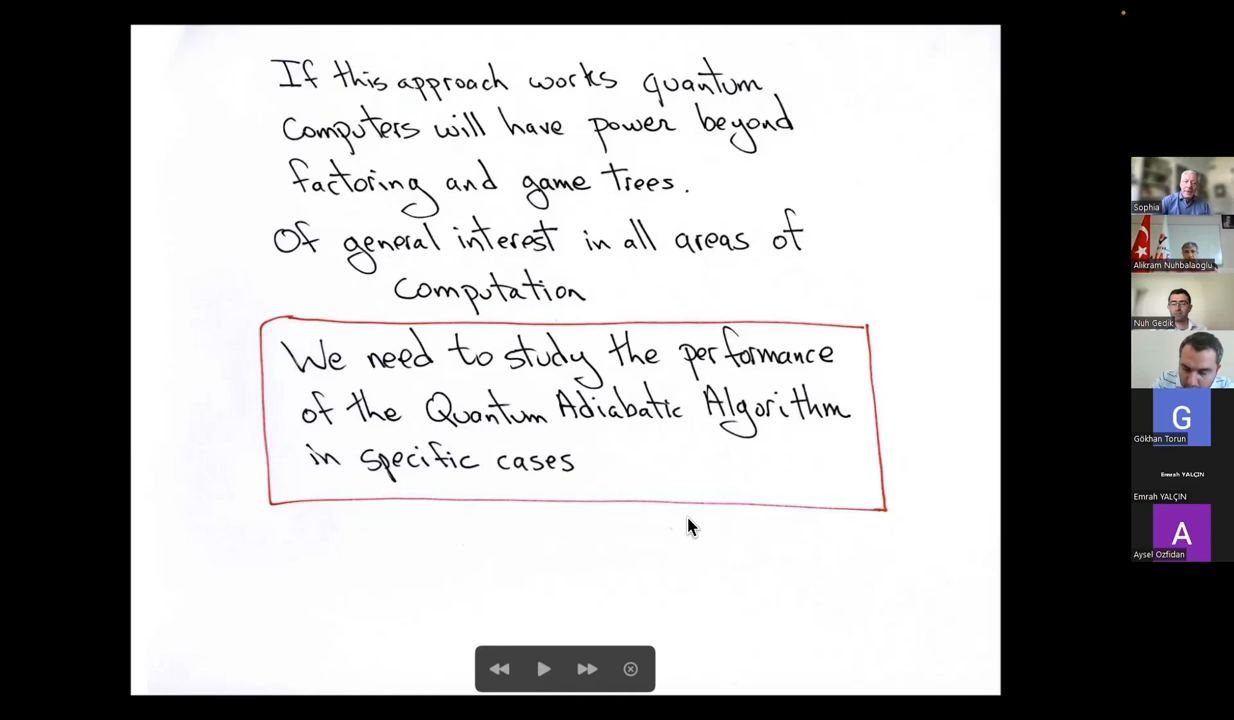 If this approach works quantum
computers will have power beyond
factoring and game trees.
Of general interest in all areas of
computation
We need to study the performance
of the Quantum Adiabatic Algorithm
in specific cases
Sophia
Alikram Nuhbalaoglu
Nuh Gedik
G
Gökhan Torun
Emrah YALÇIN
Emrah YALÇIN
A
Aysel Ozfidan